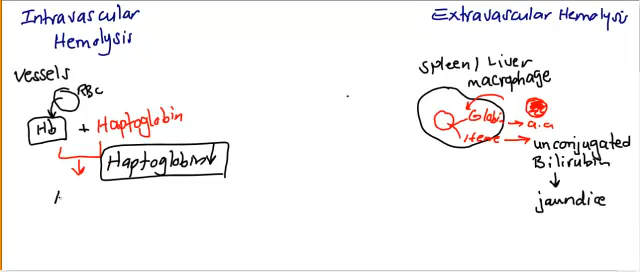 Intravascular
Hemolysis
vessels
RBC
Hb + Haptoglobin
Haptoglobin↓
Extravascular Hemolysis
spleen / Liver
macrophage
Globin → a.a
Heme → unconjugated
Bilirubin
↓
jaundice